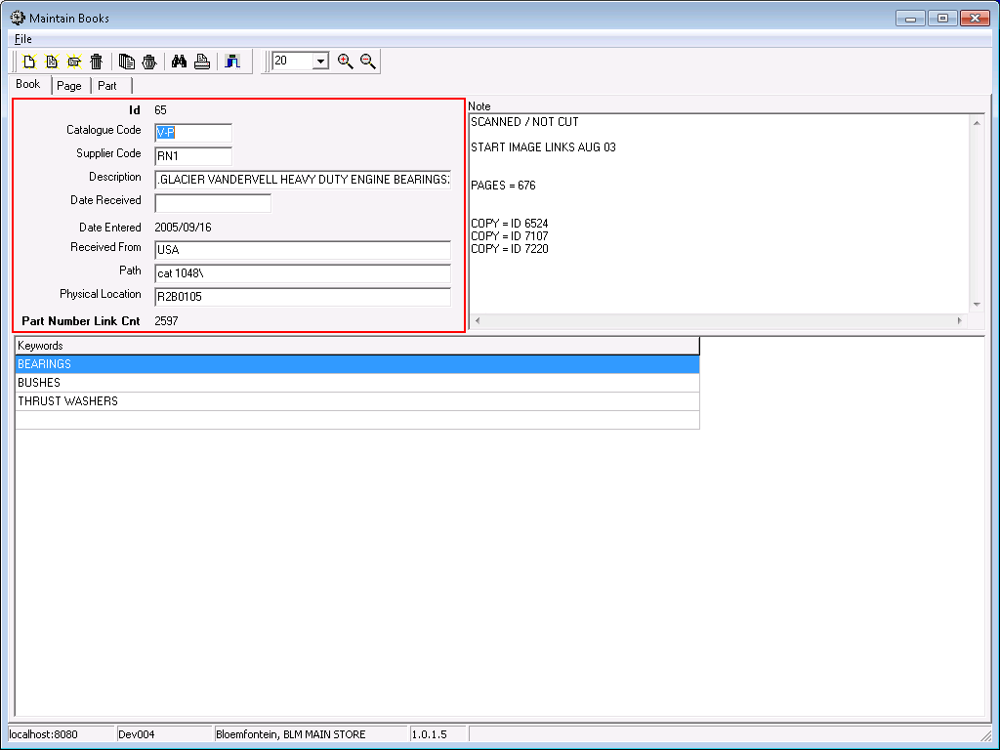 Maintain Books
File
20
Book Page Part
Id 65
Catalogue Code V-P
Supplier Code RN1
Description .GLACIER VANDERVELL HEAVY DUTY ENGINE BEARINGS
Date Received
Date Entered 2005/09/16
Received From USA
Path cat 1048\
Physical Location R2B0105
Part Number Link Cnt 2597
Note
SCANNED / NOT CUT
START IMAGE LINKS AUG 03
PAGES = 676
COPY = ID 6524
COPY = ID 7107
COPY = ID 7220
Keywords
BEARINGS
BUSHES
THRUST WASHERS
localhost:8080 Dev004 Bloemfontein, BLM MAIN STORE 1.0.1.5